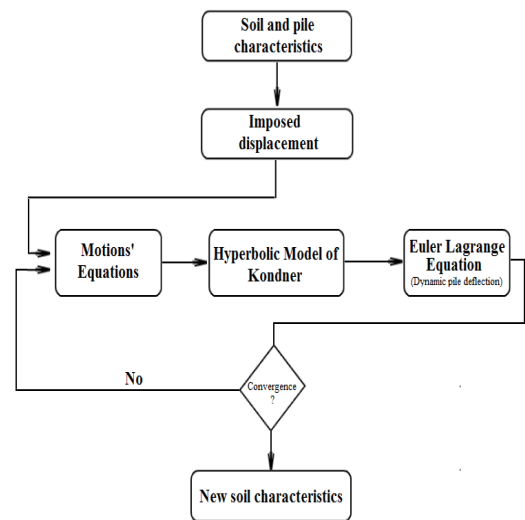 Soil and pile
characteristics
Imposed
displacement
Motions'
Equations
Hyperbolic Model of
Kondner
Euler Lagrange
Equation
(Dynamic pile deflection)
No
Convergence
?
New soil characteristics